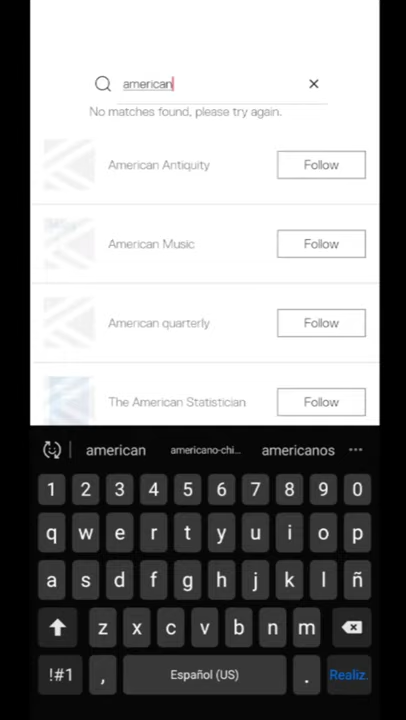 american
No matches found, please try again.
American Antiquity Follow
American Music Follow
American quarterly Follow
The American Statistician Follow
american americano-chi... americanos ...
1 2 3 4 5 6 7 8 9 0
q w e r t y u i o p
a s d f g h j k l ñ
z x c v b n m
!#1 , Español (US) . Realiz.